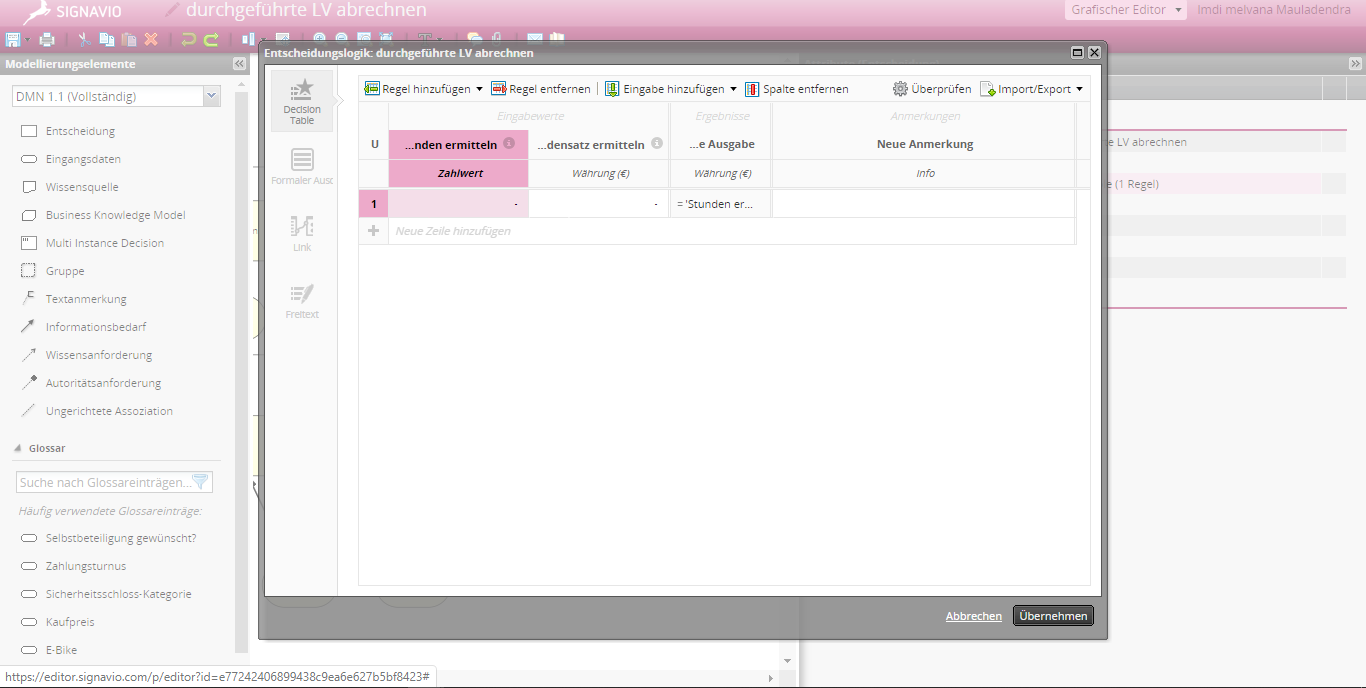 SIGNAVIO
durchgeführte LV abrechnen
Grafischer Editor
Imdi melvana Mauladendra
Modellierungselemente
DMN 1.1 (Vollständig)
Entscheidung
Eingangsdaten
Wissensquelle
Business Knowledge Model
Multi Instance Decision
Gruppe
Textanmerkung
Informationsbedarf
Wissensanforderung
Autoritätsanforderung
Ungerichtete Assoziation
Glossar
Suche nach Glossareinträgen...
Häufig verwendete Glossareinträge:
Selbstbeteiligung gewünscht?
Zahlungsturnus
Sicherheitsschloss-Kategorie
Kaufpreis
E-Bike
https://editor.signavio.com/p/editor?id=e77242406899438c9ea6e627b5bf8423#
Entscheidungslogik: durchgeführte LV abrechnen
Decision
Table
Formaler Ausd
Link
Freitext
Regel hinzufügen
Regel entfernen
Eingabe hinzufügen
Spalte entfernen
Überprüfen
Import/Export
Eingabewerte
Ergebnisse
Anmerkungen
U
...nden ermitteln
...densatz ermitteln
...e Ausgabe
Neue Anmerkung
Zahlwert
Währung (€)
Währung (€)
Info
1
-
-
= 'Stunden er...
+
Neue Zeile hinzufügen
Abbrechen
Übernehmen
te LV abrechnen
e (1 Regel)